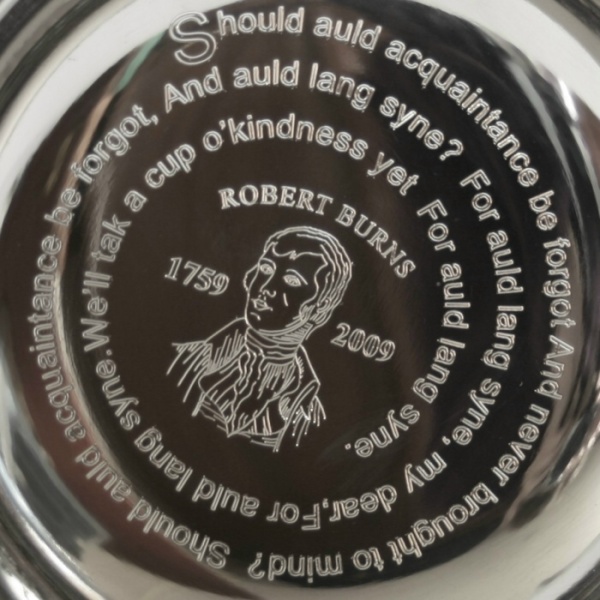 Should auld acquaintance be forgot And never brought to mind? Should auld acquaintance be forgot, And auld lang syne? For auld lang syne, my dear,For auld lang syne.We'll tak a cup o'kindness yet For auld lang syne.
ROBERT BURNS
1759
2009